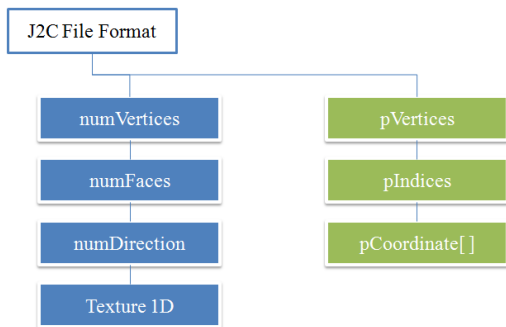 J2C File Format
numVertices
numFaces
numDirection
Texture 1D
pVertices
pIndices
pCoordinate[ ]